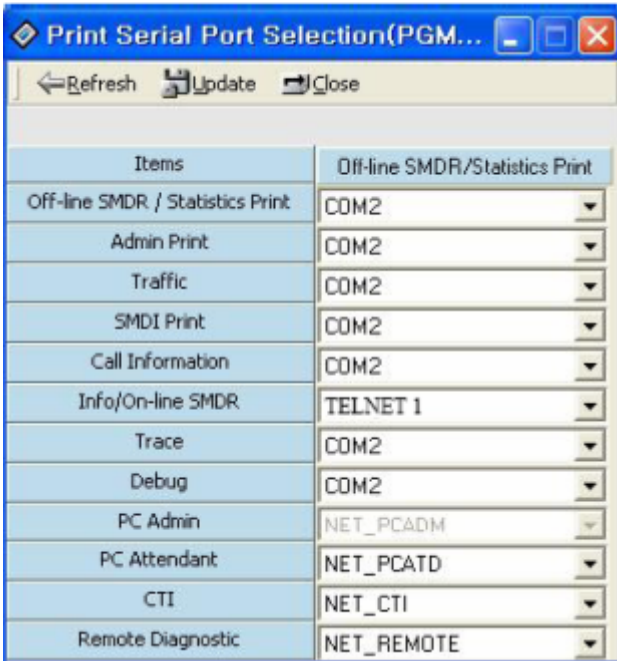 Print Serial Port Selection(PGM...
Refresh Update Close
Items Off-line SMDR/Statistics Print
Off-line SMDR / Statistics Print COM2
Admin Print COM2
Traffic COM2
SMDI Print COM2
Call Information COM2
Info/On-line SMDR TELNET 1
Trace COM2
Debug COM2
PC Admin NET_PCADM
PC Attendant NET_PCATD
CTI NET_CTI
Remote Diagnostic NET_REMOTE